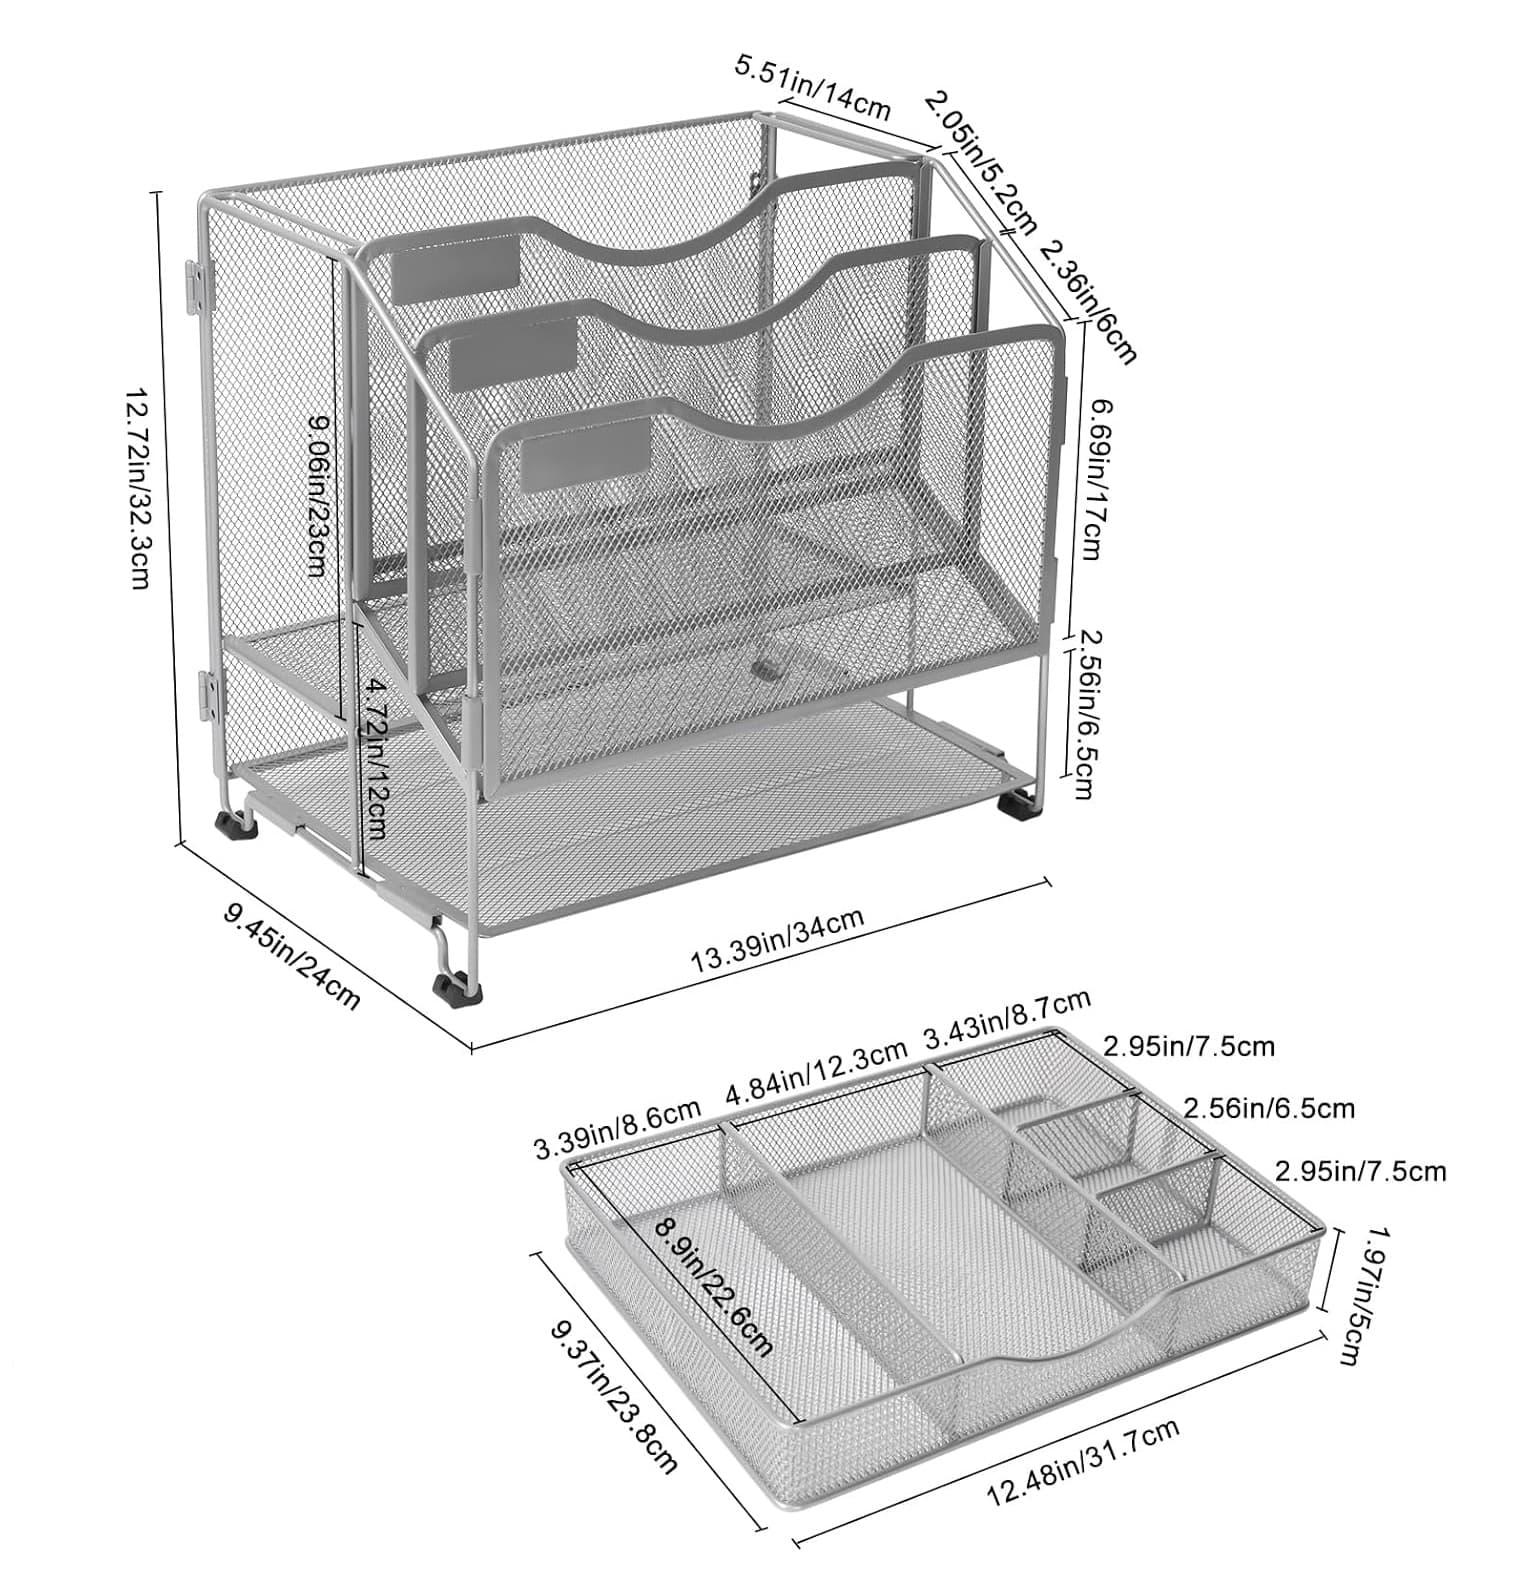 5.51in/14cm
2.05in/5.2cm
2.36in/6cm
12.72in/32.3cm
9.06in/23cm
6.69in/17cm
4.72in/12cm
2.56in/6.5cm
9.45in/24cm
13.39in/34cm
3.39in/8.6cm
4.84in/12.3cm
3.43in/8.7cm
2.95in/7.5cm
2.56in/6.5cm
2.95in/7.5cm
8.9in/22.6cm
1.97in/5cm
9.37in/23.8cm
12.48in/31.7cm